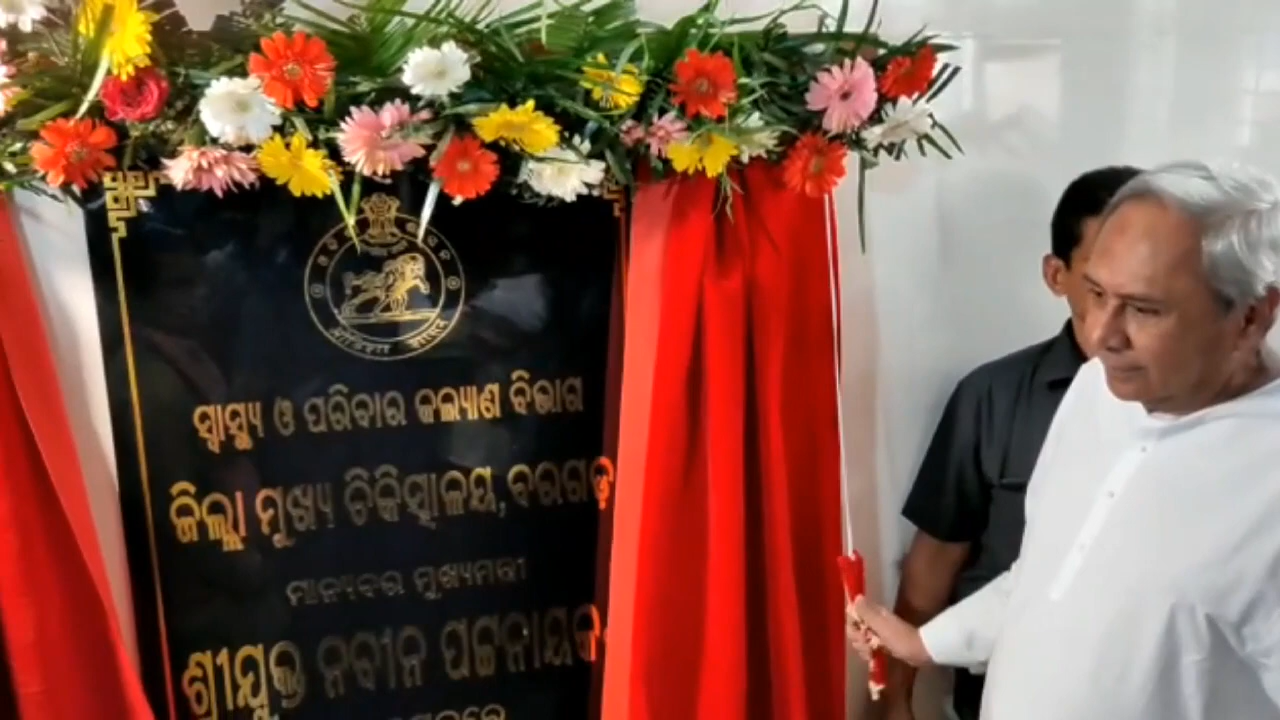 ସ୍ୱାସ୍ଥ୍ୟ ଓ ପରିବାର କଲ୍ୟାଣ ବିଭାଗ
ଜିଲ୍ଲା ମୁଖ୍ୟ ଚିକିତ୍ସାଳୟ, ବରଗଡ଼
ମାନ୍ୟବର ମୁଖ୍ୟମନ୍ତ୍ରୀ
ଶ୍ରୀଯୁକ୍ତ ନବୀନ ପଟ୍ଟନାୟକ